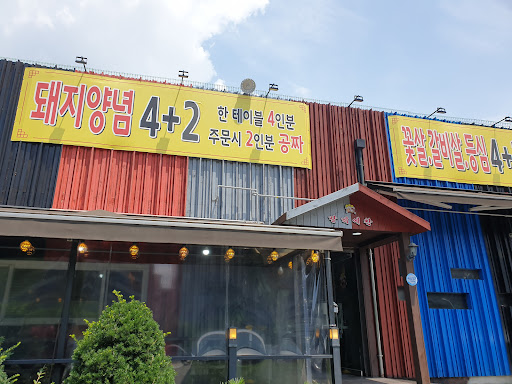 돼지양념 4+2
한 테이블 4인분
주문시 2인분 공짜
꽃살,갈비살,등심 4+